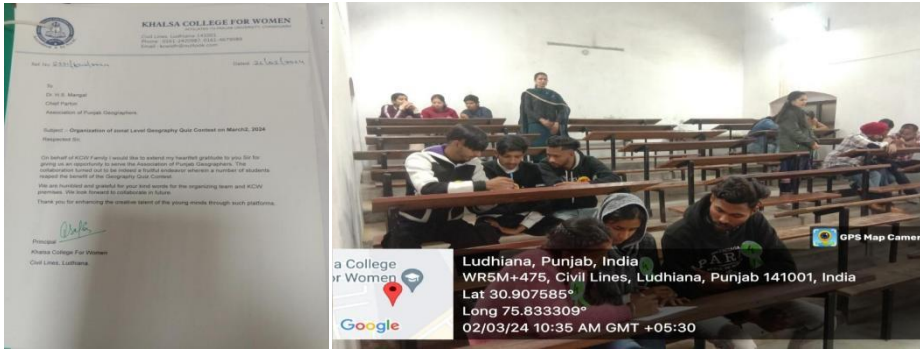 KHALSA COLLEGE FOR WOMEN
Civil Lines, Ludhiana
To
Dr. H.S. Mangat
Chief Patron
Association of Punjab Geographers
Subject :- Organization of zonal Level Geography Quiz Contest on March2, 2024
Respected Sir,
On behalf of KCW Family I would like to extend my heartfelt gratitude to you Sir for
giving us an opportunity to serve the Association of Punjab Geographers. The
collaboration turned out to be indeed a fruitful endeavor wherein a number of students
reaped the benefit of the Geography Quiz Contest.
We are humbled and grateful for your kind words for the organizing team and KCW
premises. We look forward to collaborate in future.
Thank you for enhancing the creative talent of the young minds through such platforms.
Principal
Khalsa College For Women
Civil Lines, Ludhiana.
GPS Map Camer
a College
or Women
Google
Ludhiana, Punjab, India
WR5M+475, Civil Lines, Ludhiana, Punjab 141001, India
Lat 30.907585°
Long 75.833309°
02/03/24 10:35 AM GMT +05:30